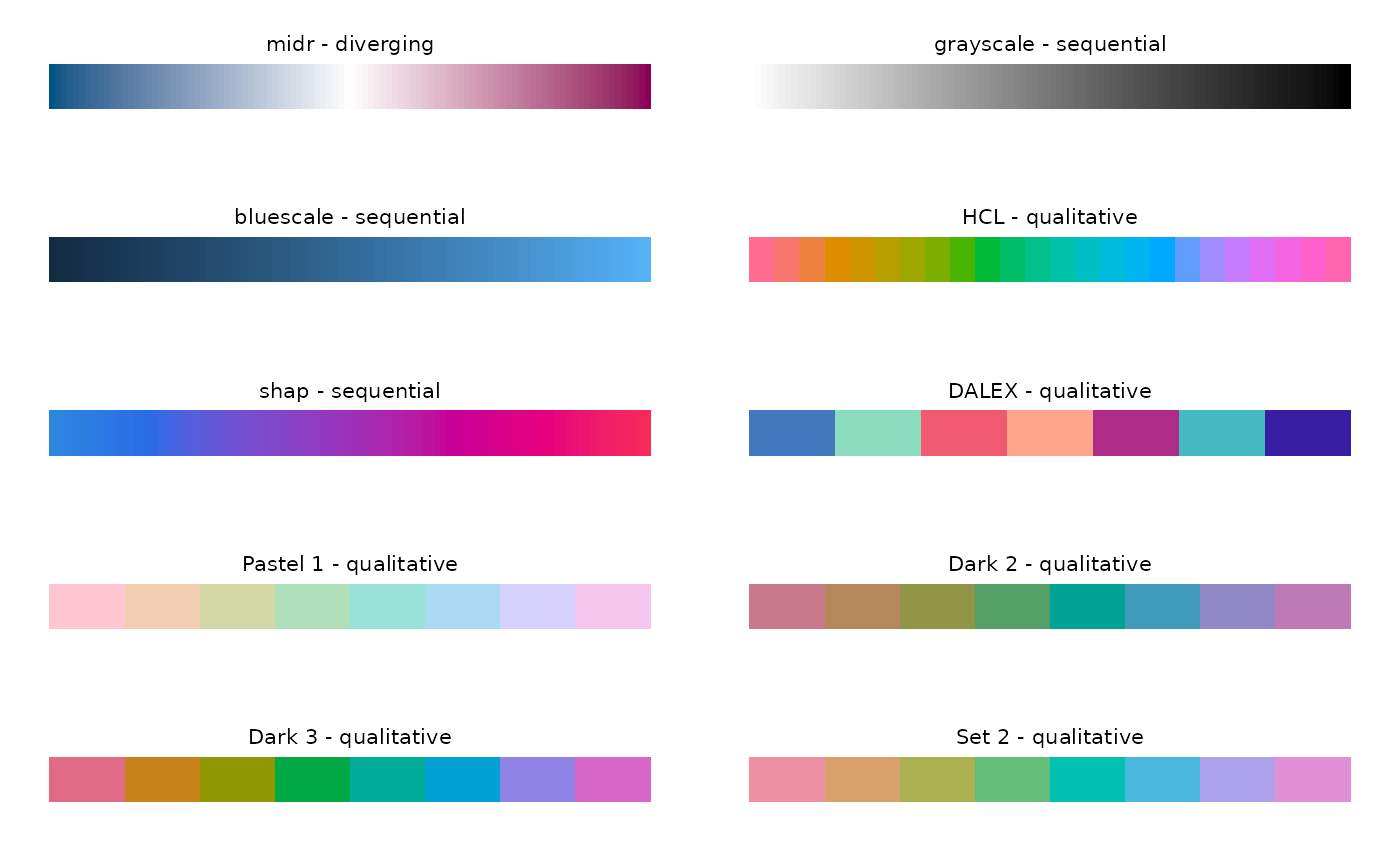 midr - diverging
grayscale - sequential
bluescale - sequential
HCL - qualitative
shap - sequential
DALEX - qualitative
Pastel 1 - qualitative
Dark 2 - qualitative
Dark 3 - qualitative
Set 2 - qualitative